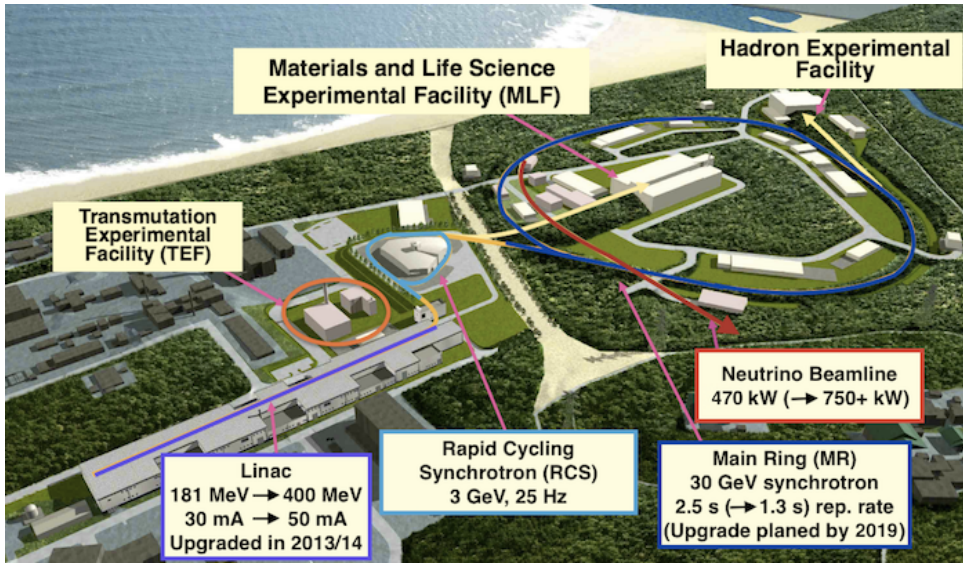 Materials and Life Science
Experimental Facility (MLF)
Hadron Experimental
Facility
Transmutation
Experimental
Facility (TEF)
Neutrino Beamline
470 kW (→ 750+ kW)
Linac
181 MeV → 400 MeV
30 mA → 50 mA
Upgraded in 2013/14
Rapid Cycling
Synchrotron (RCS)
3 GeV, 25 Hz
Main Ring (MR)
30 GeV synchrotron
2.5 s (→ 1.3 s) rep. rate
(Upgrade planed by 2019)